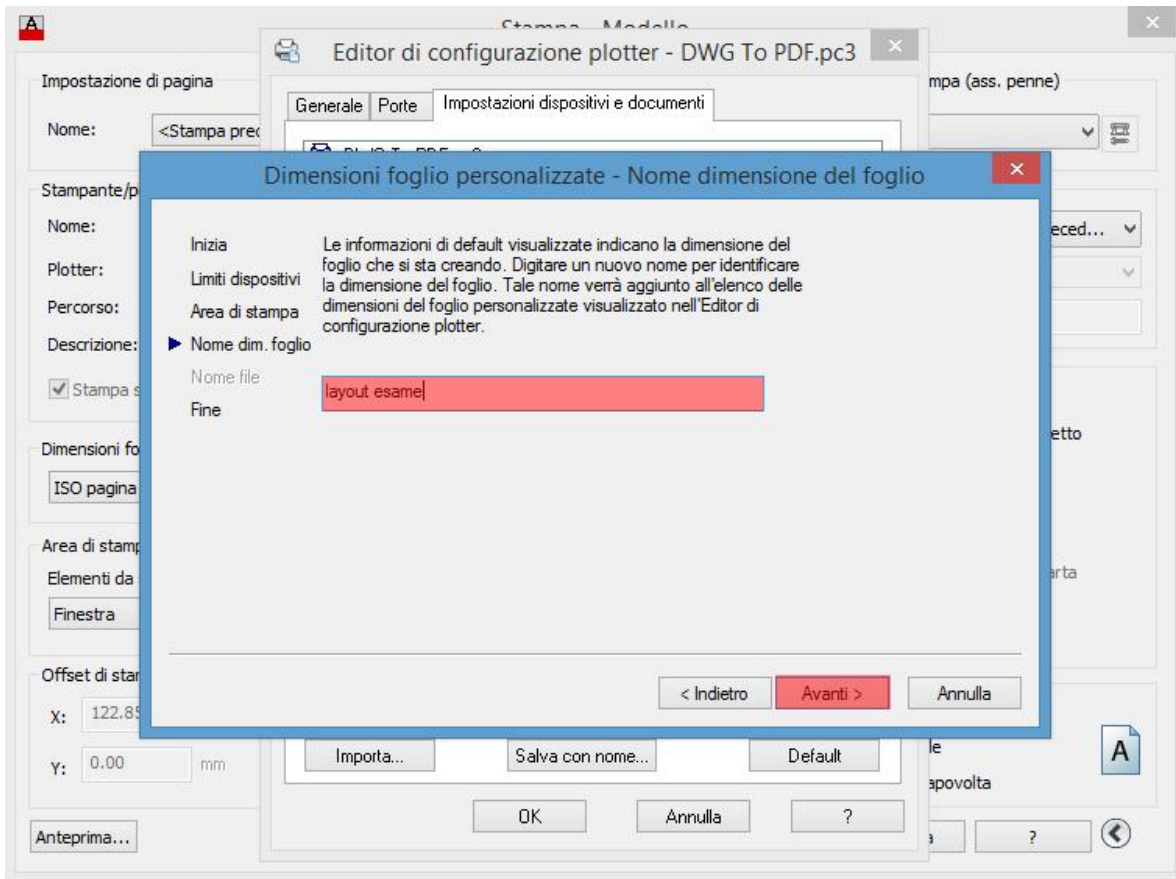 Impostazione di pagina
Nome:
<Stampa prec
Stampante/p
Nome:
Plotter:
Percorso:
Descrizione:
Stampa s
Dimensioni fo
ISO pagina
Area di stamp
Elementi da
Finestra
Offset di star
X: 122.85
Y: 0.00 mm
Anteprima...
Editor di configurazione plotter - DWG To PDF.pc3
Generale Porte Impostazioni dispositivi e documenti
Dimensioni foglio personalizzate - Nome dimensione del foglio
Inizia
Limiti dispositivi
Area di stampa
Nome dim. foglio
Nome file
Fine
Le informazioni di default visualizzate indicano la dimensione del
foglio che si sta creando. Digitare un nuovo nome per identificare
la dimensione del foglio. Tale nome verrà aggiunto all'elenco delle
dimensioni del foglio personalizzate visualizzato nell'Editor di
configurazione plotter.
layout esame
< Indietro Avanti > Annulla
Importa... Salva con nome... Default
OK Annulla ?
mpa (ass. penne)
eced...
etto
arta
le
A
apovolta
?